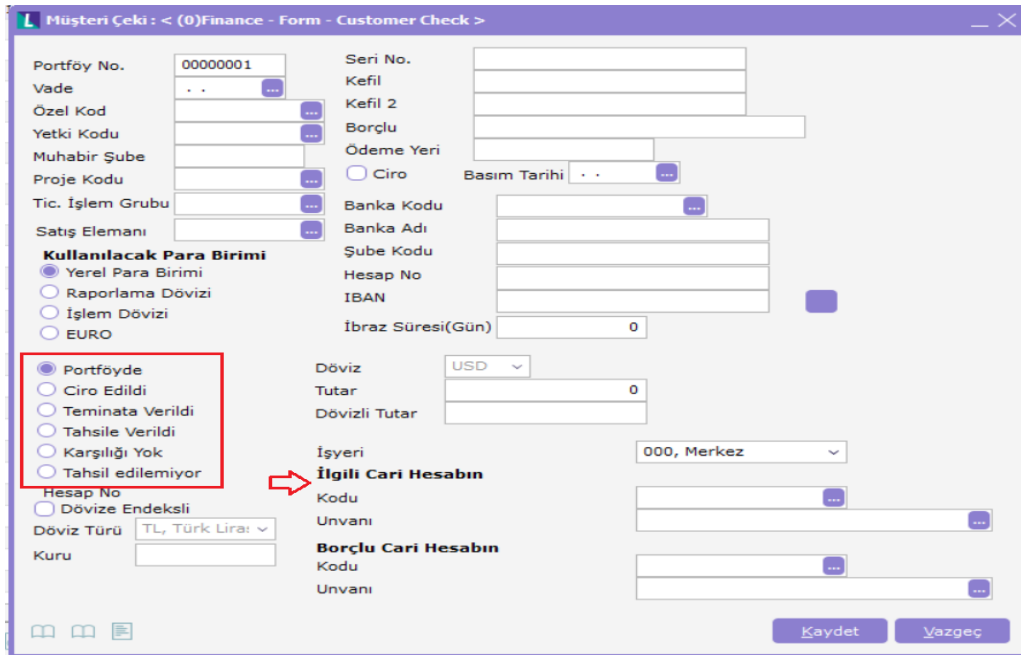 Müşteri Çeki : < (0)Finance - Form - Customer Check >
Portföy No. 00000001
Vade . . ...
Özel Kod ...
Yetki Kodu ...
Muhabir Şube
Proje Kodu ...
Tic. İşlem Grubu ...
Satış Elemanı ...
Kullanılacak Para Birimi
Yerel Para Birimi
Raporlama Dövizi
İşlem Dövizi
EURO
Portföyde
Ciro Edildi
Teminata Verildi
Tahsile Verildi
Karşılığı Yok
Tahsil edilemiyor
Hesap No
Dövize Endeksli
Döviz Türü TL, Türk Lira
Kuru
Seri No.
Kefil
Kefil 2
Borçlu
Ödeme Yeri
Ciro Basım Tarihi . . ...
Banka Kodu ...
Banka Adı
Şube Kodu
Hesap No
IBAN
İbraz Süresi(Gün) 0
Döviz USD
Tutar 0
Dövizli Tutar
İşyeri 000, Merkez
İlgili Cari Hesabın
Kodu ...
Unvanı ...
Borçlu Cari Hesabın
Kodu ...
Unvanı ...
Kaydet Vazgeç